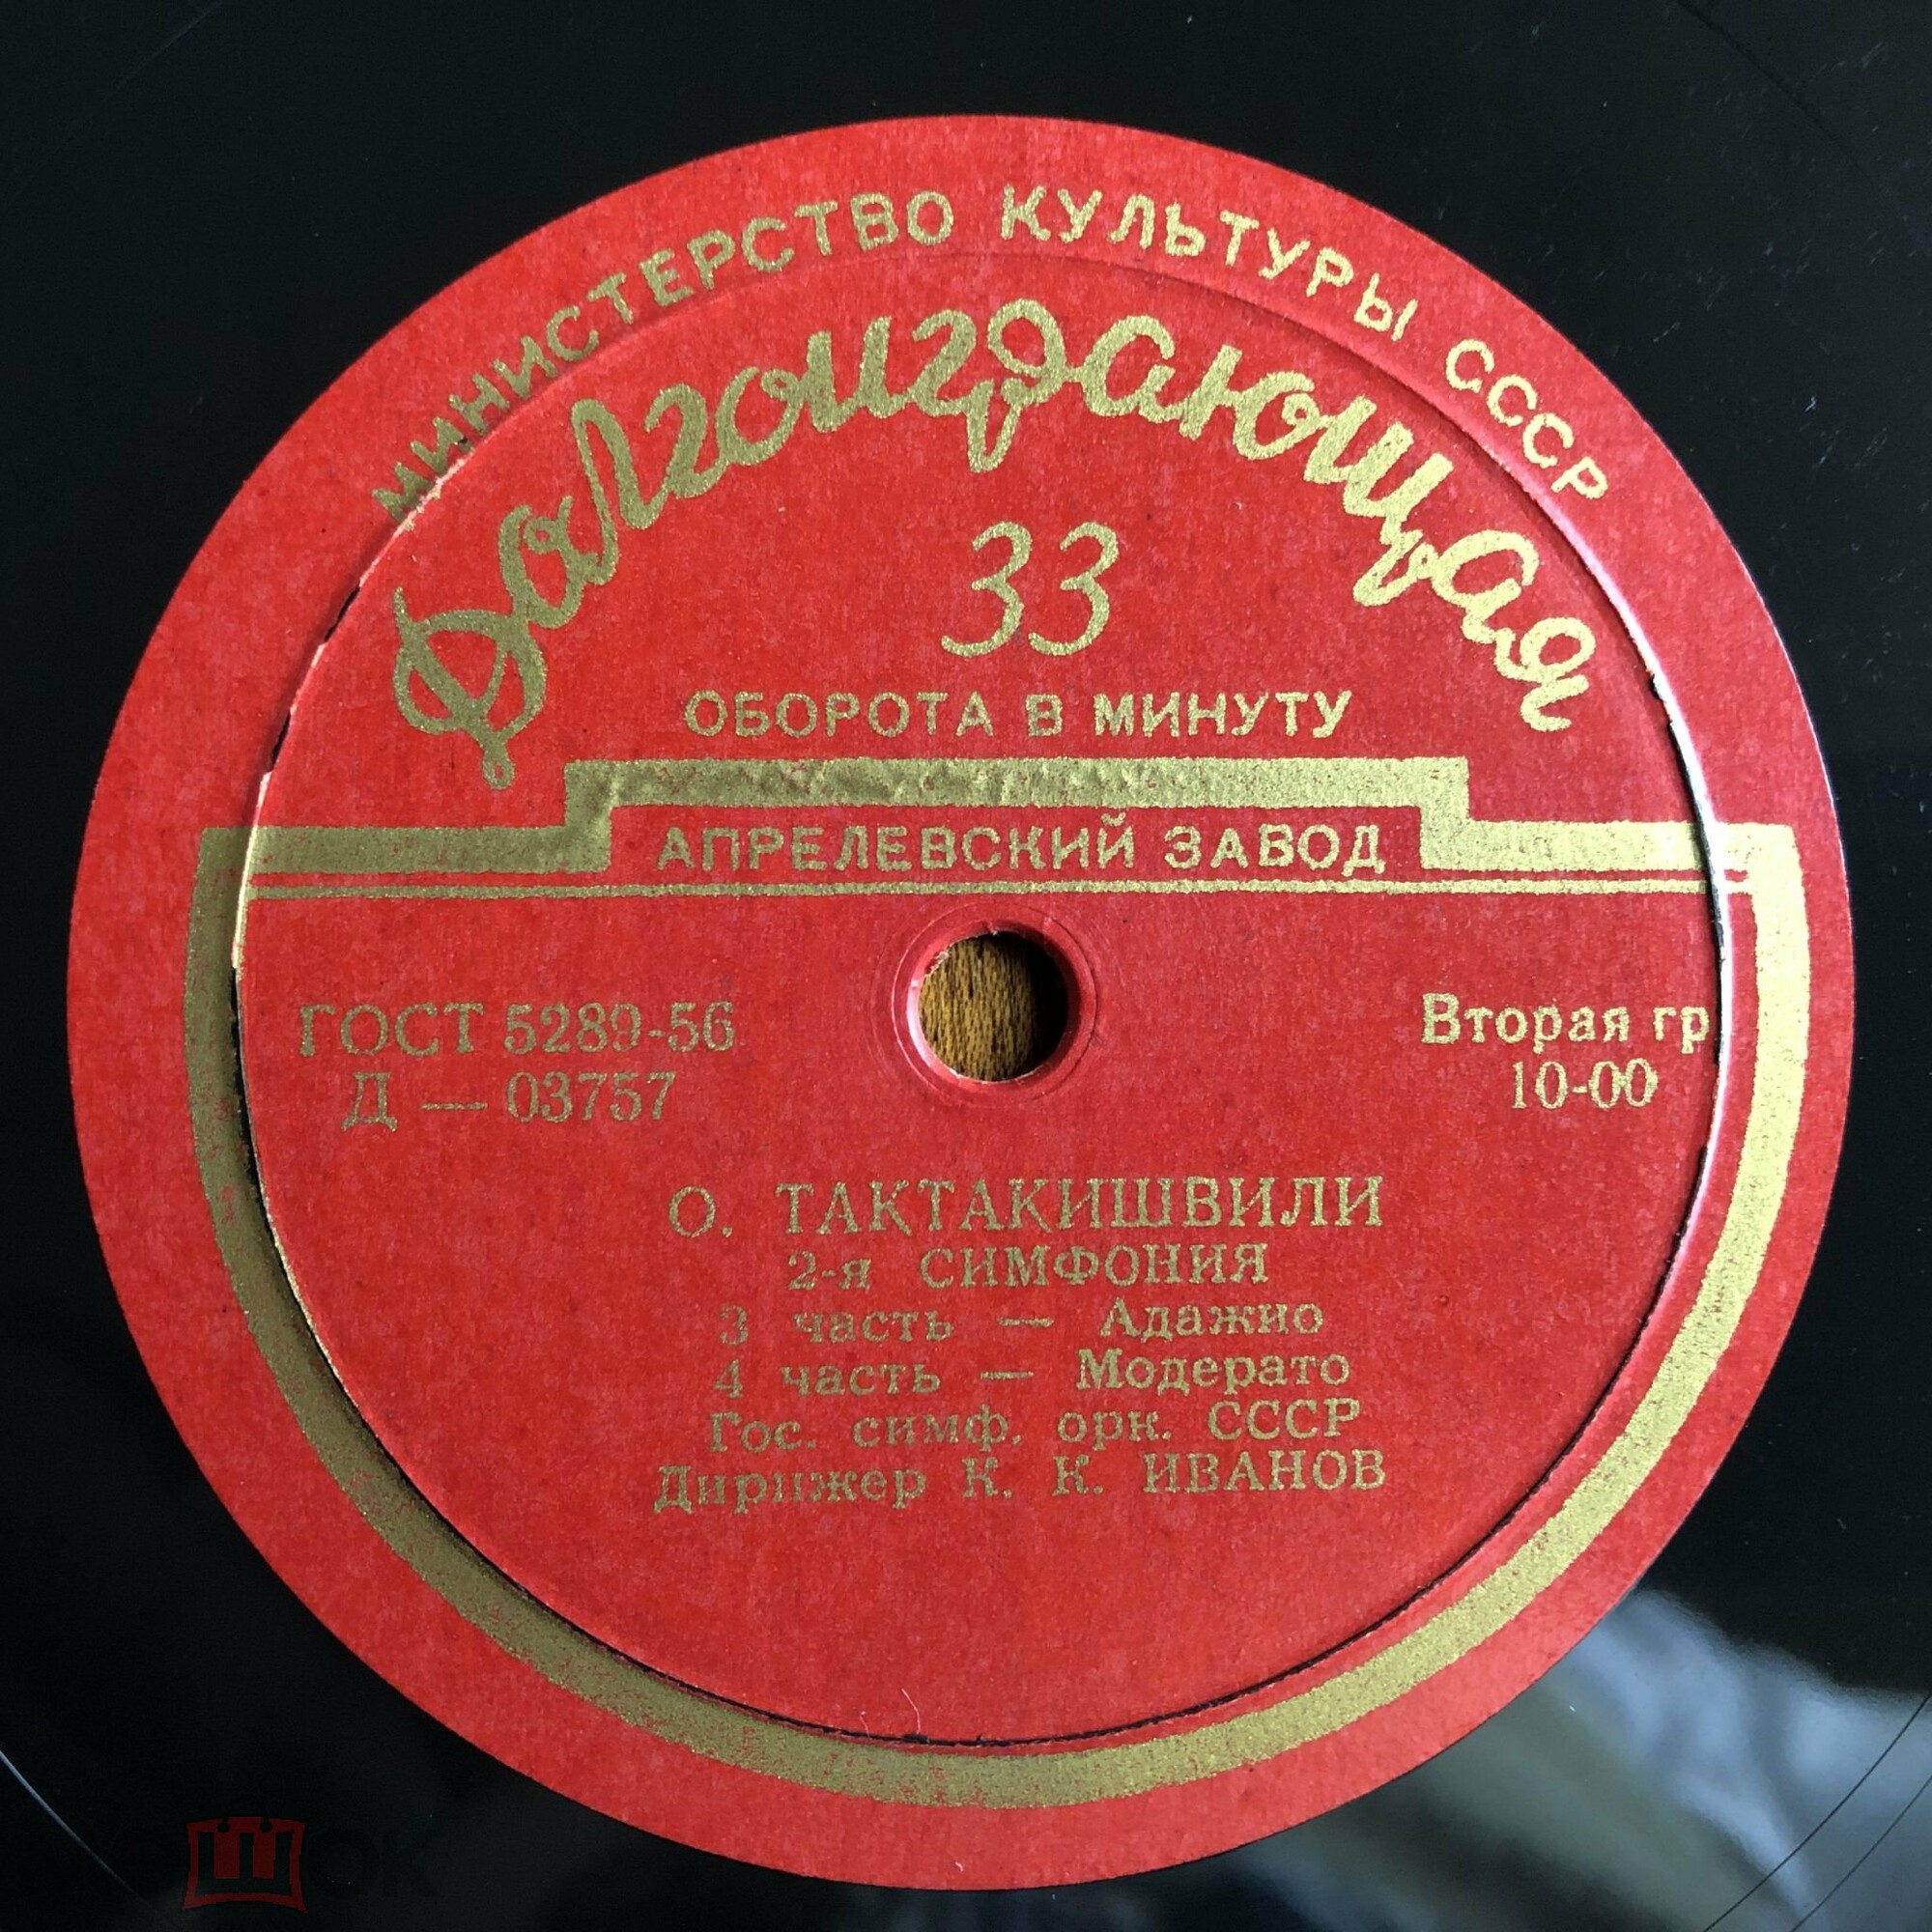 МИНИСТЕРСТВО КУЛЬТУРЫ СССР
Долгоиграющая
33
ОБОРОТА В МИНУТУ
АПРЕЛЕВСКИЙ ЗАВОД
ГОСТ 5289-56
Д — 03757
Вторая гр
10-00
О. ТАКТАКИШВИЛИ
2-я СИМФОНИЯ
3 часть — Адажио
4 часть — Модерато
Гос. симф. орк. СССР
Дирижер К. К. ИВАНОВ
мешок